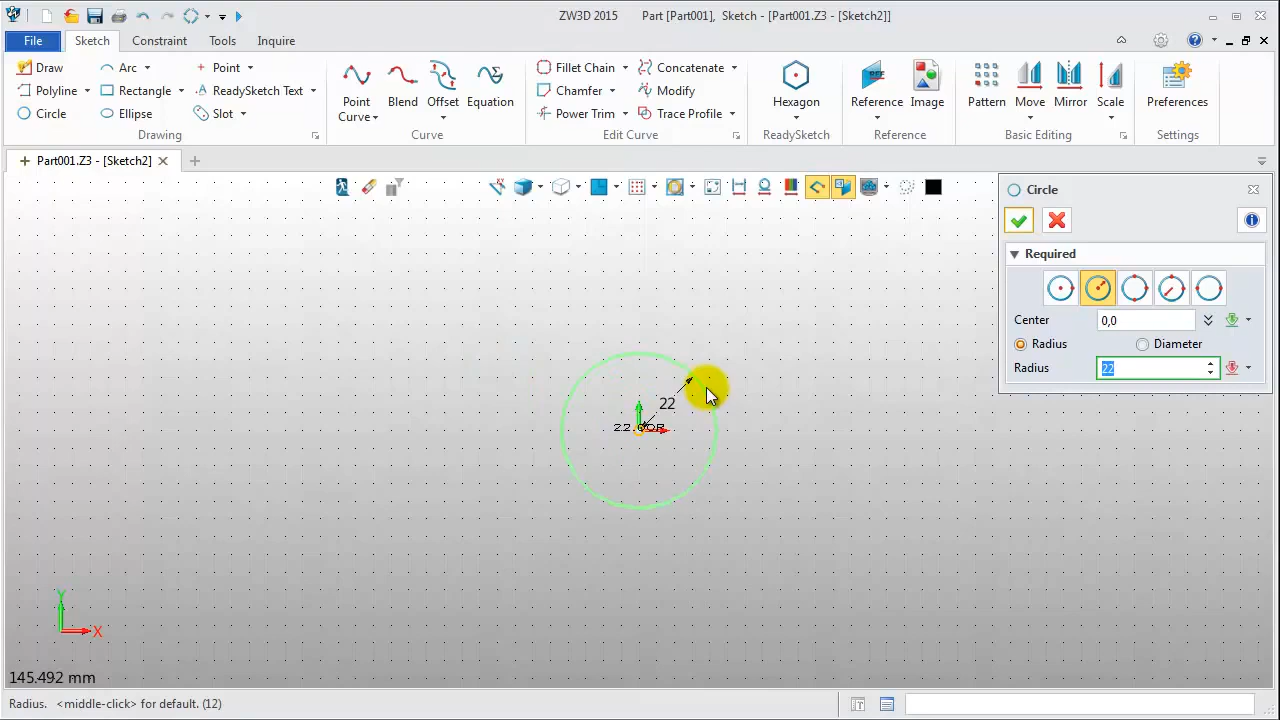 ZW3D 2015 Part [Part001], Sketch - [Part001.Z3 - [Sketch2]]
File Sketch Constraint Tools Inquire
Draw Arc Point Fillet Chain Concatenate
Polyline Rectangle ReadySketch Text Chamfer Modify
Circle Ellipse Slot Power Trim Trace Profile
Point Curve Blend Offset Equation Hexagon Reference Image Pattern Move Mirror Scale Preferences
Drawing Curve Edit Curve ReadySketch Reference Basic Editing Settings
Part001.Z3 - [Sketch2]
Circle
Required
Center 0,0
Radius Diameter
Radius 22
22
Y
X
145.492 mm
Radius. <middle-click> for default. (12)